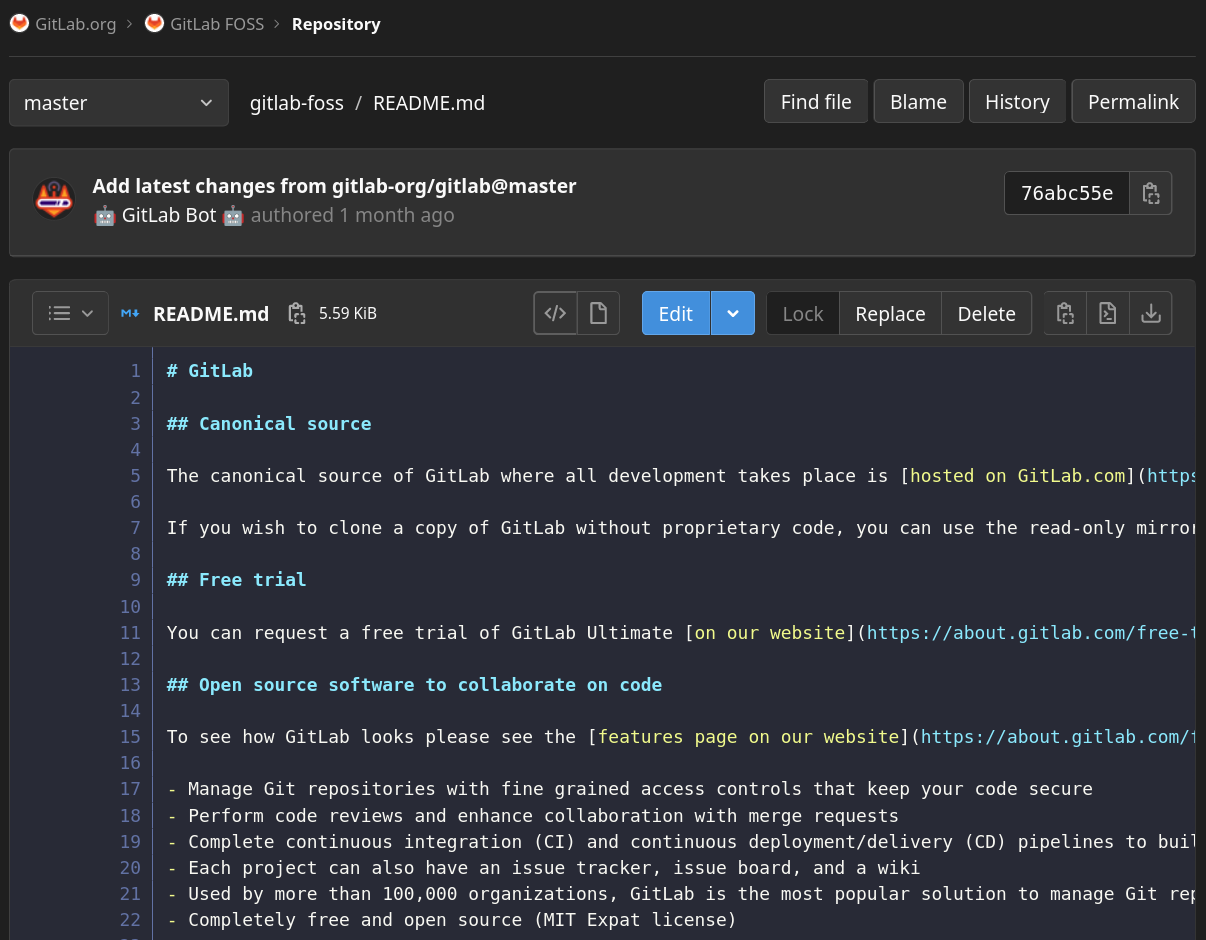 GitLab.org > GitLab FOSS > Repository
master gitlab-foss / README.md Find file Blame History Permalink
Add latest changes from gitlab-org/gitlab@master
🤖 GitLab Bot 🤖 authored 1 month ago
76abc55e
README.md 5.59 KiB </> Edit Lock Replace Delete
1 # GitLab
2
3 ## Canonical source
4
5 The canonical source of GitLab where all development takes place is [hosted on GitLab.com](https
6
7 If you wish to clone a copy of GitLab without proprietary code, you can use the read-only mirror
8
9 ## Free trial
10
11 You can request a free trial of GitLab Ultimate [on our website](https://about.gitlab.com/free-t
12
13 ## Open source software to collaborate on code
14
15 To see how GitLab looks please see the [features page on our website](https://about.gitlab.com/f
16
17 - Manage Git repositories with fine grained access controls that keep your code secure
18 - Perform code reviews and enhance collaboration with merge requests
19 - Complete continuous integration (CI) and continuous deployment/delivery (CD) pipelines to buil
20 - Each project can also have an issue tracker, issue board, and a wiki
21 - Used by more than 100,000 organizations, GitLab is the most popular solution to manage Git rep
22 - Completely free and open source (MIT Expat license)